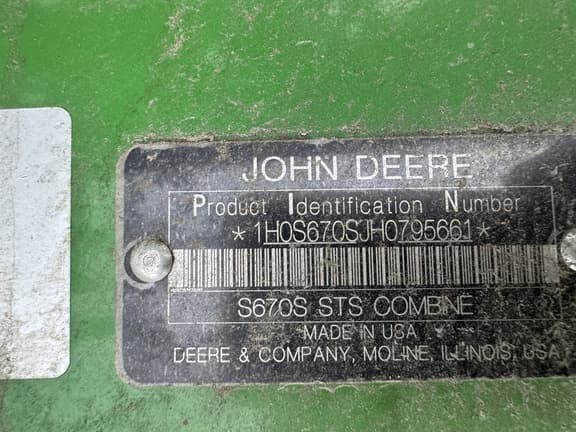 JOHN DEERE
Product Identification Number
*1H0S670SJH0795661*
S670S STS COMBINE
MADE IN USA
DEERE & COMPANY, MOLINE, ILLINOIS, USA